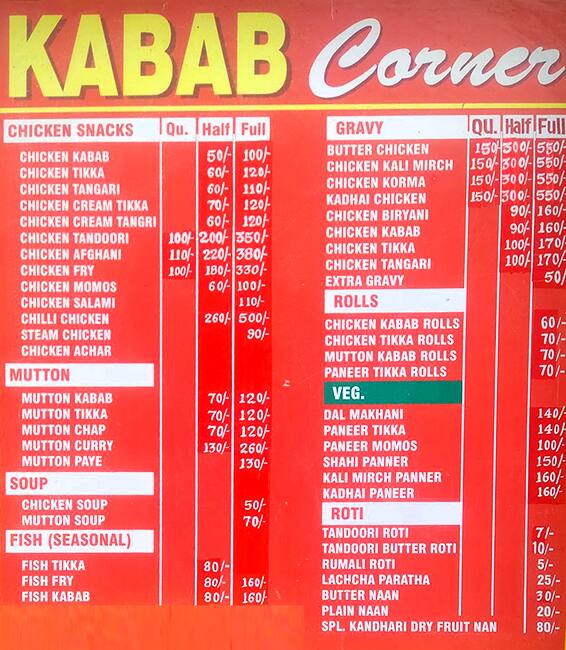 KABAB Corner
CHICKEN SNACKS Qu. Half Full
CHICKEN KABAB 50/- 100/-
CHICKEN TIKKA 60/- 120/-
CHICKEN TANGARI 60/- 110/-
CHICKEN CREAM TIKKA 70/- 120/-
CHICKEN CREAM TANGRI 60/- 120/-
CHICKEN TANDOORI 100/- 200/- 350/-
CHICKEN AFGHANI 110/- 220/- 380/-
CHICKEN FRY 100/- 180/- 330/-
CHICKEN MOMOS 60/- 100/-
CHICKEN SALAMI 110/-
CHILLI CHICKEN 260/- 500/-
STEAM CHICKEN 90/-
CHICKEN ACHAR
MUTTON
MUTTON KABAB 70/- 120/-
MUTTON TIKKA 70/- 120/-
MUTTON CHAP 70/- 120/-
MUTTON CURRY 130/- 260/-
MUTTON PAYE 130/-
SOUP
CHICKEN SOUP 50/-
MUTTON SOUP 70/-
FISH (SEASONAL)
FISH TIKKA 80/-
FISH FRY 80/- 160/-
FISH KABAB 80/- 160/-
GRAVY QU. Half Full
BUTTER CHICKEN 150 300/- 550/-
CHICKEN KALI MIRCH 150/- 300/- 550/-
CHICKEN KORMA 150/- 300/- 550/-
KADHAI CHICKEN 150/- 300/- 550/-
CHICKEN BIRYANI 90/- 160/-
CHICKEN KABAB 90/- 160/-
CHICKEN TIKKA 100/- 170/-
CHICKEN TANGARI 100/- 170/-
EXTRA GRAVY 50/
ROLLS
CHICKEN KABAB ROLLS 60/-
CHICKEN TIKKA ROLLS 70/-
MUTTON KABAB ROLLS 70/-
PANEER TIKKA ROLLS 70/-
VEG.
DAL MAKHANI 140/-
PANEER TIKKA 140/-
PANEER MOMOS 100/-
SHAHI PANNER 150/-
KALI MIRCH PANNER 160/-
KADHAI PANEER 160/-
ROTI
TANDOORI ROTI 7/-
TANDOORI BUTTER ROTI 10/-
RUMALI ROTI 5/-
LACHCHA PARATHA 25/-
BUTTER NAAN 30/-
PLAIN NAAN 20/-
SPL. KANDHARI DRY FRUIT NAN 80/-